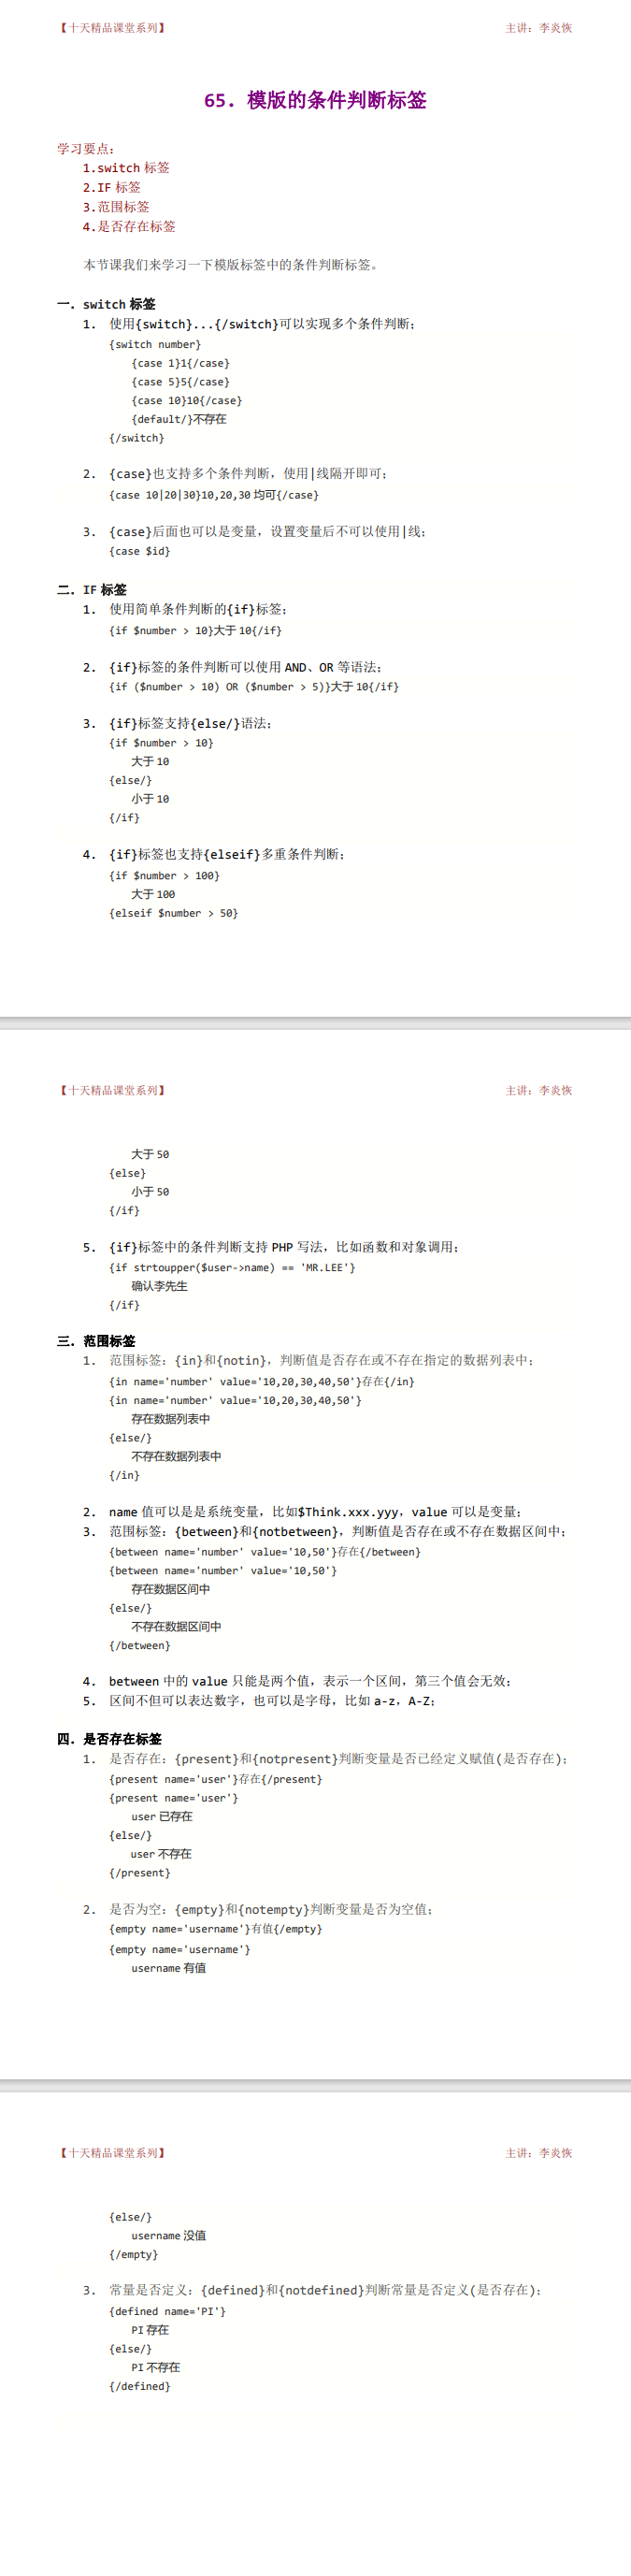 【十天精品课堂系列】 主讲：李炎恢
65．模版的条件判断标签
学习要点：
1.switch 标签
2.IF 标签
3.范围标签
4.是否存在标签
本节课我们来学习一下模版标签中的条件判断标签。
一．switch 标签
1. 使用{switch}...{/switch}可以实现多个条件判断；
{switch number}
{case 1}1{/case}
{case 5}5{/case}
{case 10}10{/case}
{default/}不存在
{/switch}
2. {case}也支持多个条件判断，使用|线隔开即可；
{case 10|20|30}10,20,30 均可{/case}
3. {case}后面也可以是变量，设置变量后不可以使用|线；
{case $id}
二．IF 标签
1. 使用简单条件判断的{if}标签；
{if $number > 10}大于 10{/if}
2. {if}标签的条件判断可以使用 AND、OR 等语法；
{if ($number > 10) OR ($number > 5)}大于 10{/if}
3. {if}标签支持{else/}语法；
{if $number > 10}
大于 10
{else/}
小于 10
{/if}
4. {if}标签也支持{elseif}多重条件判断；
{if $number > 100}
大于 100
{elseif $number > 50}
【十天精品课堂系列】 主讲：李炎恢
大于 50
{else}
小于 50
{/if}
5. {if}标签中的条件判断支持 PHP 写法，比如函数和对象调用；
{if strtoupper($user->name) == 'MR.LEE'}
确认李先生
{/if}
三．范围标签
1. 范围标签：{in}和{notin}，判断值是否存在或不存在指定的数据列表中；
{in name='number' value='10,20,30,40,50'}存在{/in}
{in name='number' value='10,20,30,40,50'}
存在数据列表中
{else/}
不存在数据列表中
{/in}
2. name 值可以是是系统变量，比如$Think.xxx.yyy，value 可以是变量；
3. 范围标签：{between}和{notbetween}，判断值是否存在或不存在数据区间中；
{between name='number' value='10,50'}存在{/between}
{between name='number' value='10,50'}
存在数据区间中
{else/}
不存在数据区间中
{/between}
4. between 中的 value 只能是两个值，表示一个区间，第三个值会无效；
5. 区间不但可以表达数字，也可以是字母，比如 a-z，A-Z；
四．是否存在标签
1. 是否存在：{present}和{notpresent}判断变量是否已经定义赋值(是否存在)；
{present name='user'}存在{/present}
{present name='user'}
user 已存在
{else/}
user 不存在
{/present}
2. 是否为空：{empty}和{notempty}判断变量是否为空值；
{empty name='username'}有值{/empty}
{empty name='username'}
username 有值
【十天精品课堂系列】 主讲：李炎恢
{else/}
username 没值
{/empty}
3. 常量是否定义：{defined}和{notdefined}判断常量是否定义(是否存在)；
{defined name='PI'}
PI 存在
{else/}
PI 不存在
{/defined}